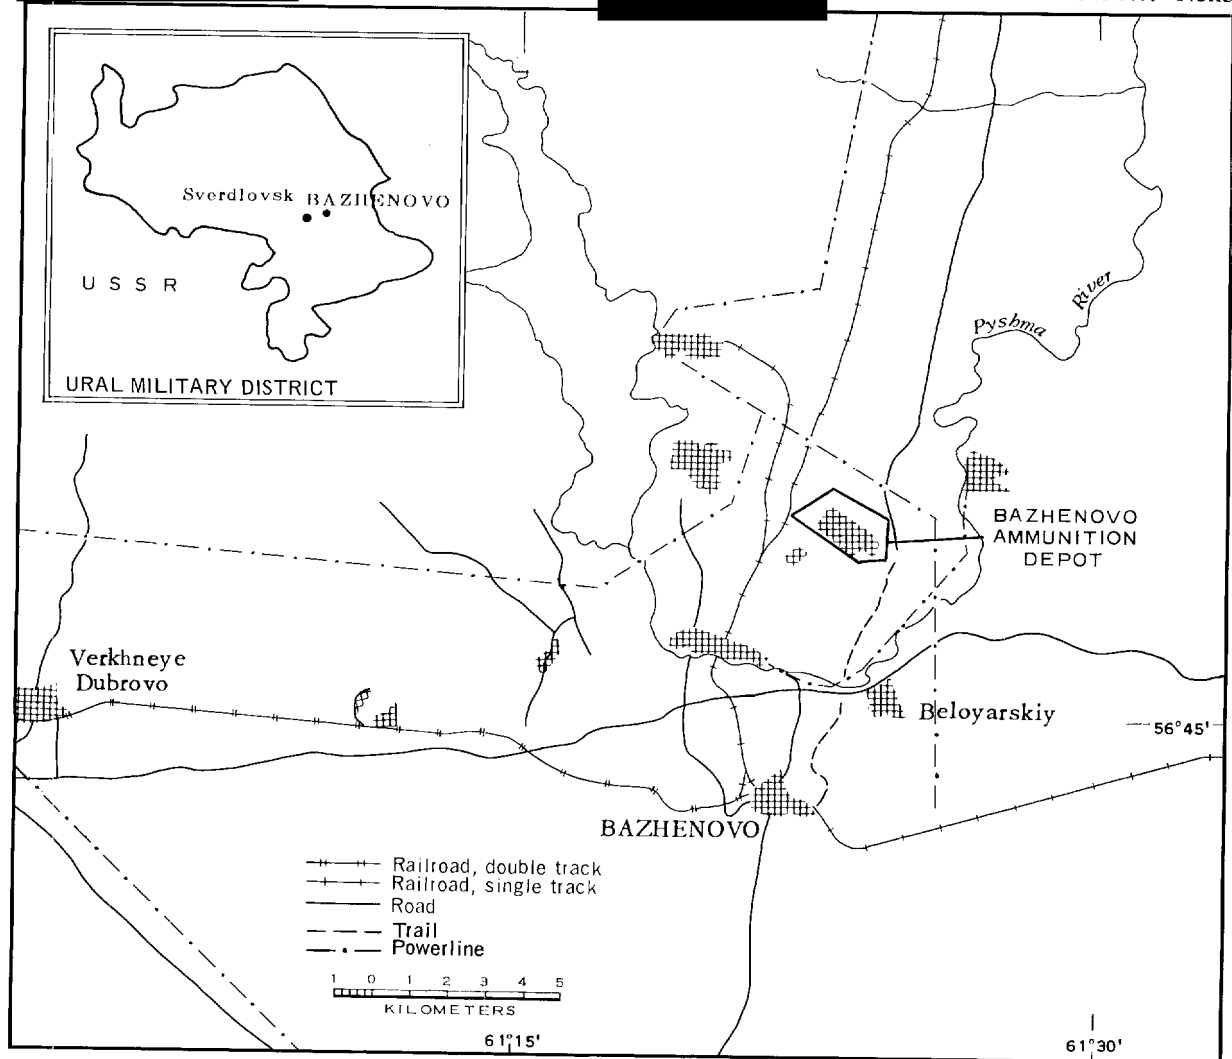 Sverdlovsk BAZHENOVO
USSR
URAL MILITARY DISTRICT
Pyshma River
BAZHENOVO
AMMUNITION
DEPOT
Verkhneye
Dubrovo
Beloyarskiy
56°45'
BAZHENOVO
Railroad, double track
Railroad, single track
Road
Trail
Powerline
1 0 1 2 3 4 5
KILOMETERS
61°15'
61°30'